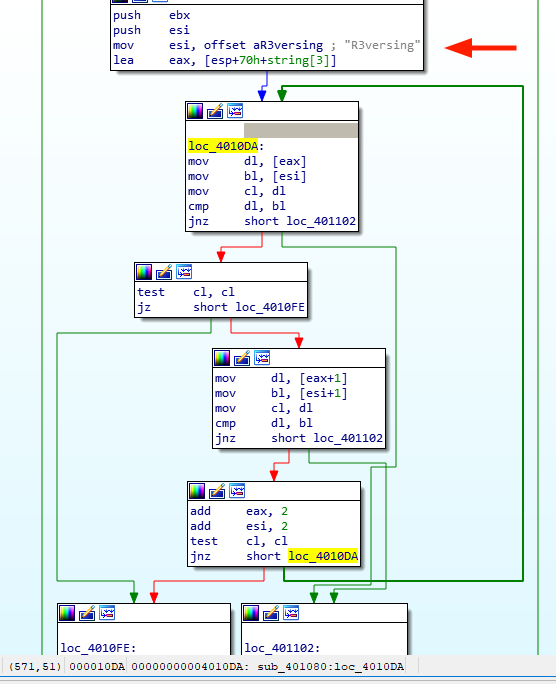 push    ebx
push    esi
mov     esi, offset aR3versing ; "R3versing"
lea     eax, [esp+70h+string[3]]
loc_4010DA:
mov     dl, [eax]
mov     bl, [esi]
mov     cl, dl
cmp     dl, bl
jnz     short loc_401102
test    cl, cl
jz      short loc_4010FE
mov     dl, [eax+1]
mov     bl, [esi+1]
mov     cl, dl
cmp     dl, bl
jnz     short loc_401102
add     eax, 2
add     esi, 2
test    cl, cl
jnz     short loc_4010DA
loc_4010FE:
loc_401102:
(571,51) 000010DA 00000000004010DA: sub_401080:loc_4010DA